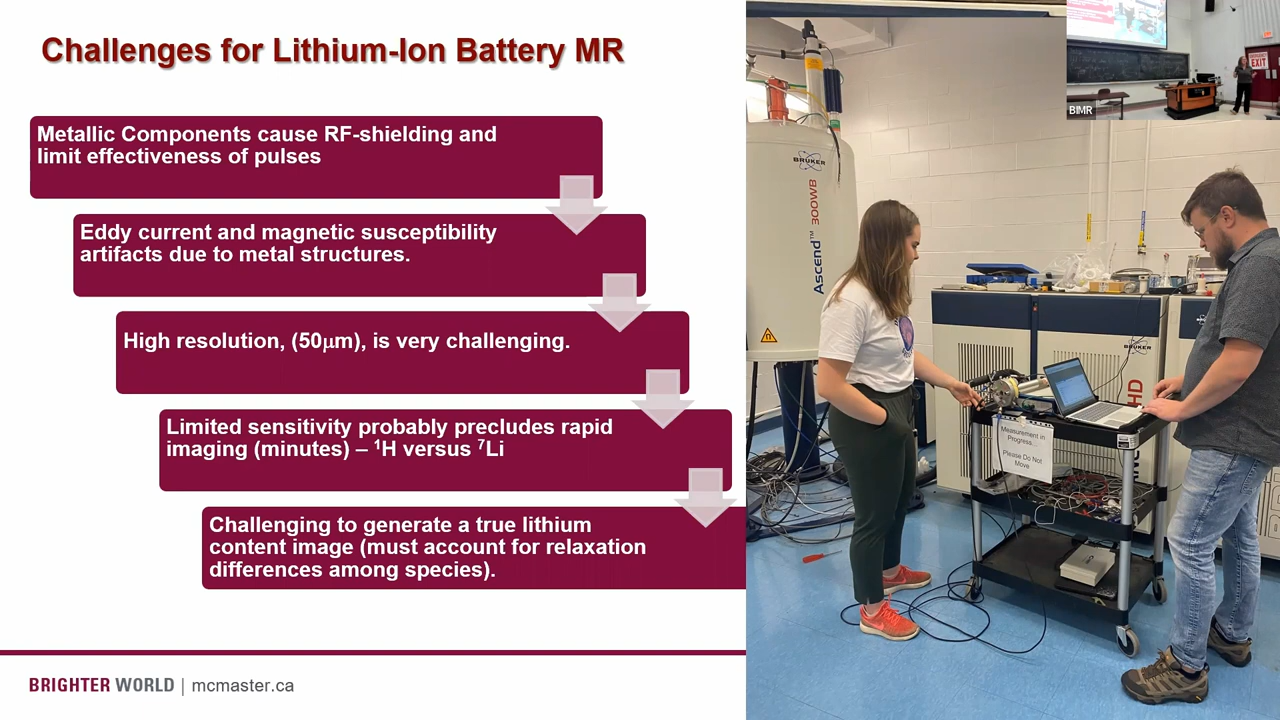 Challenges for Lithium-Ion Battery MR
Metallic Components cause RF-shielding and
limit effectiveness of pulses
Eddy current and magnetic susceptibility
artifacts due to metal structures.
High resolution, (50μm), is very challenging.
Limited sensitivity probably precludes rapid
imaging (minutes) – ¹H versus ⁷Li
Challenging to generate a true lithium
content image (must account for relaxation
differences among species).
BRIGHTER WORLD | mcmaster.ca
BRUKER
Ascend™ 300WB
BRUKER
HD
Measurement in
Progress
Please Do Not
Move
EXIT
BIMR